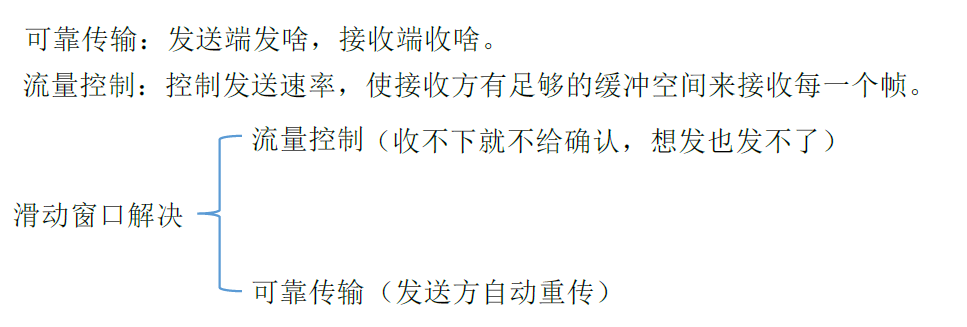 可靠传输：发送端发啥，接收端收啥。
流量控制：控制发送速率，使接收方有足够的缓冲空间来接收每一个帧。
流量控制（收不下就不给确认，想发也发不了）
滑动窗口解决
可靠传输（发送方自动重传）